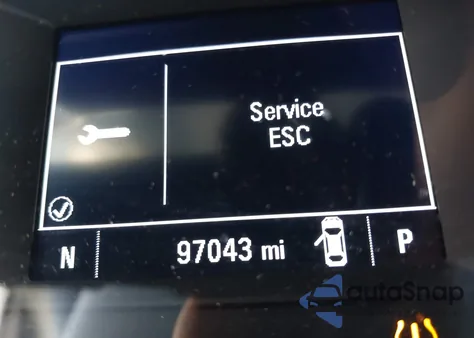 Service
ESC
N
97043 mi
P
autoSnap